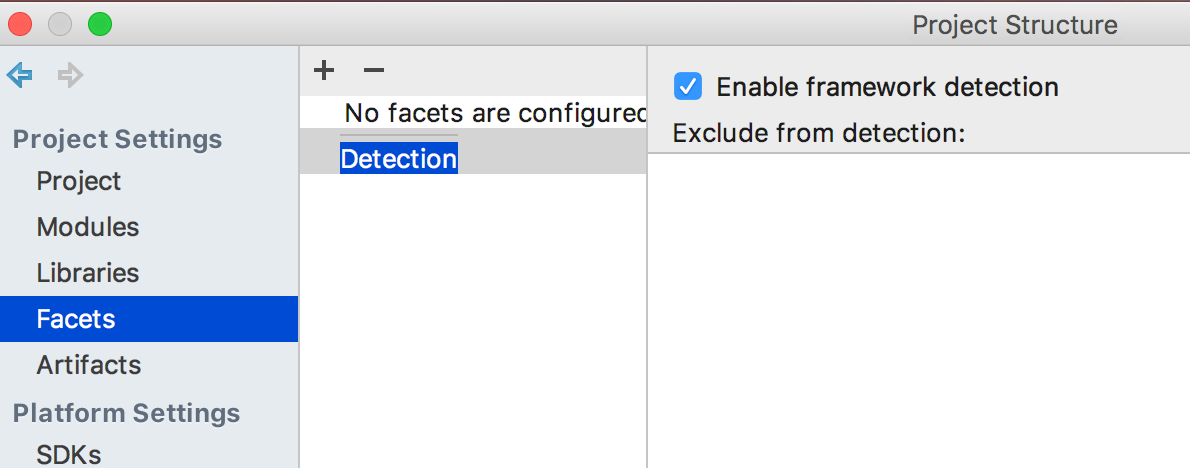 Project Structure
Project Settings
Project
Modules
Libraries
Facets
Artifacts
Platform Settings
SDKs
No facets are configured
Detection
Enable framework detection
Exclude from detection: